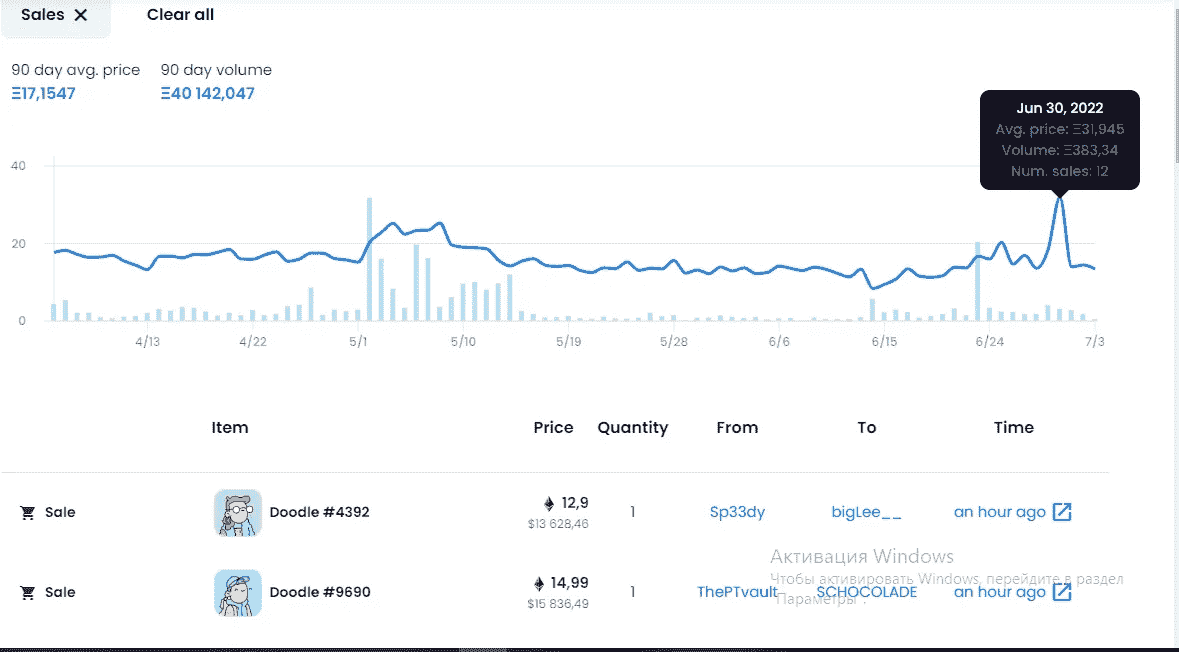 Sales ✕ Clear all
90 day avg. price 90 day volume
Ξ17,1547 Ξ40 142,047
Jun 30, 2022
Avg. price: Ξ31,945
Volume: Ξ383,34
Num. sales: 12
40
20
0
4/13 4/22 5/1 5/10 5/19 5/28 6/6 6/15 6/24 7/3
Item Price Quantity From To Time
Sale Doodle #4392 12,9 1 Sp33dy bigLee__ an hour ago
$13 628,46
Активация Windows
Чтобы активировать Windows, перейдите в раздел
"Параметры".
Sale Doodle #9690 14,99 1 ThePTvault SCHOCOLADE an hour ago
$15 836,49